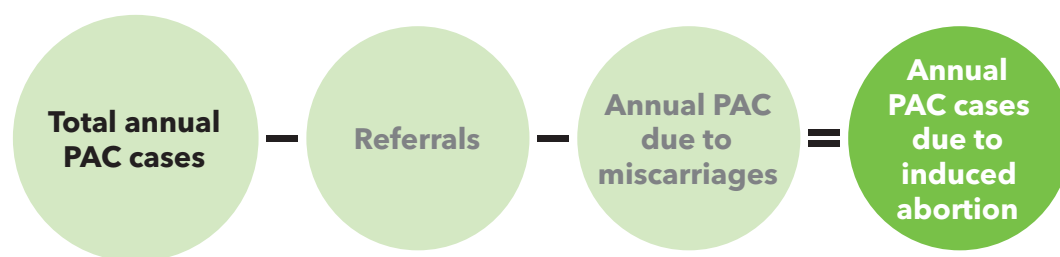 Total annual
PAC cases
–
Referrals
–
Annual PAC
due to
miscarriages
=
Annual
PAC cases
due to
induced
abortion